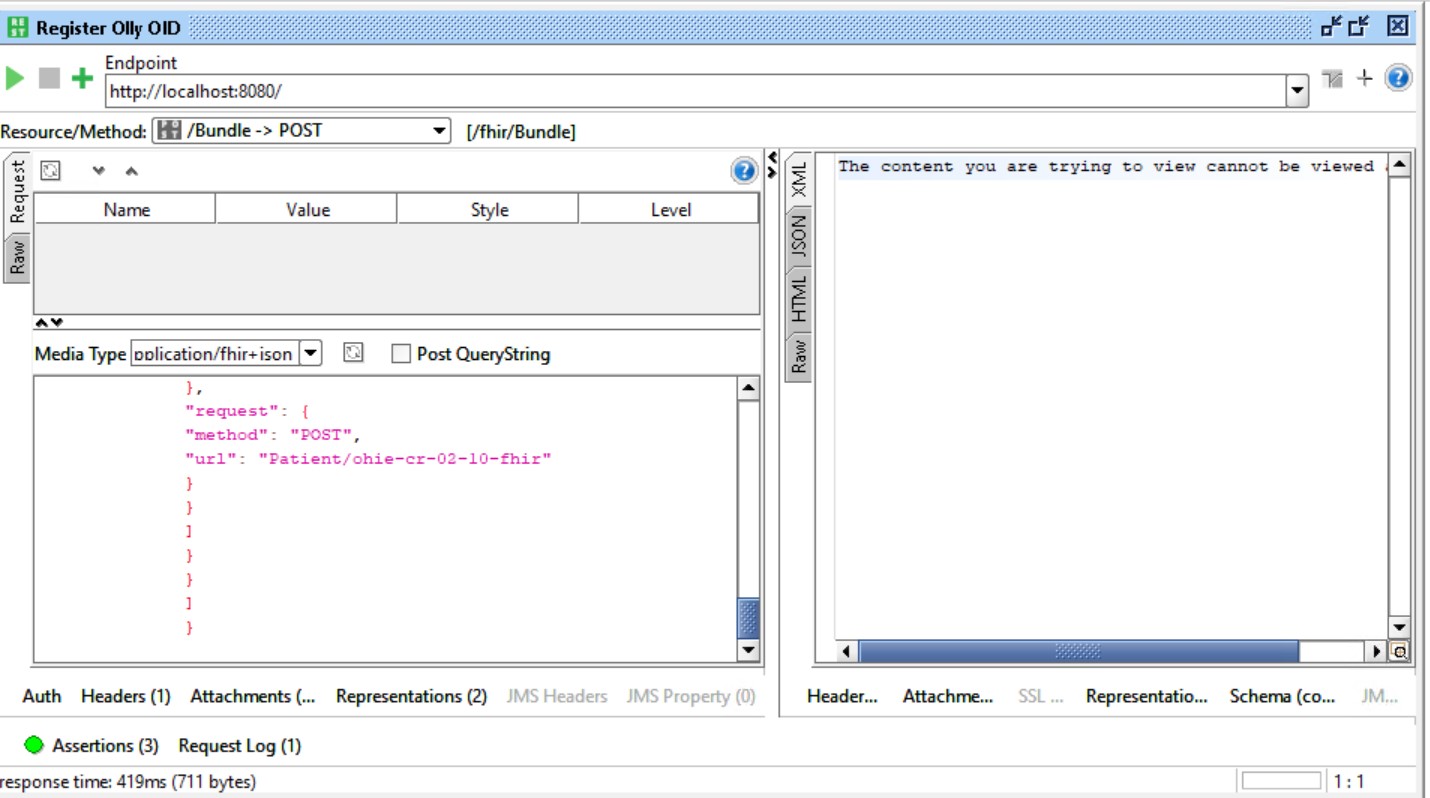 Register Olly OID
Endpoint
http://localhost:8080/
Resource/Method: /Bundle -> POST [/fhir/Bundle]
Request
Raw
Name Value Style Level
Media Type pplication/fhir+json Post QueryString
},
"request": {
"method": "POST",
"url": "Patient/ohie-cr-02-10-fhir"
}
}
]
}
}
]
}
Auth Headers (1) Attachments (... Representations (2) JMS Headers JMS Property (0)
XML
JSON
HTML
Raw
The content you are trying to view cannot be viewed
Header... Attachme... SSL ... Representatio... Schema (co... JM...
Assertions (3) Request Log (1)
response time: 419ms (711 bytes)
1 : 1